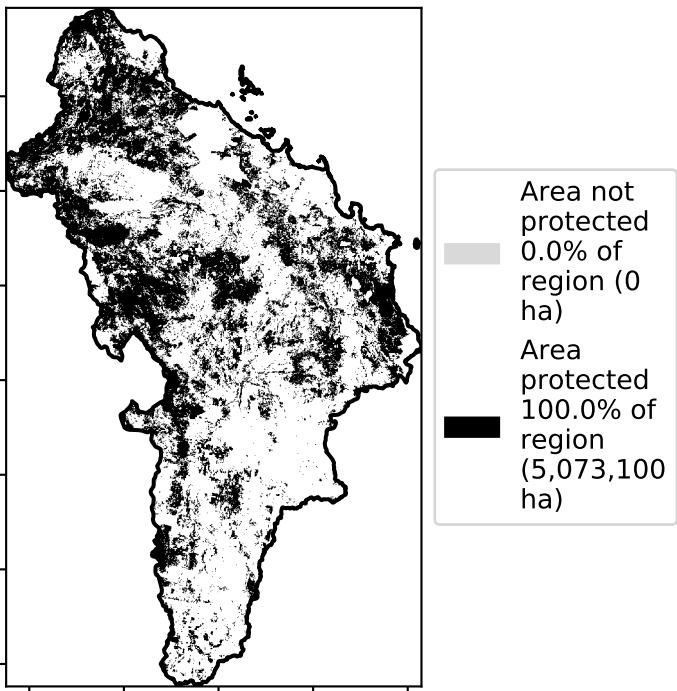 Area not
protected
0.0% of
region (0
ha)
Area
protected
100.0% of
region
(5,073,100
ha)